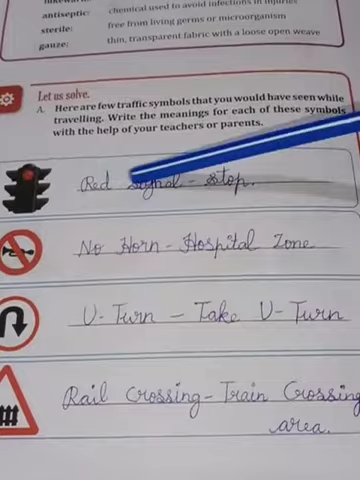 antiseptic: chemical used to avoid infections in injuries
sterile: free from living germs or microorganism
gauze: thin, transparent fabric with a loose open weave
Let us solve.
A. Here are few traffic symbols that you would have seen while
travelling. Write the meanings for each of these symbols
with the help of your teachers or parents.
Red Signal - Stop.
No Horn - Hospital Zone
U-Turn - Take U-Turn
Rail Crossing - Train Crossing
area.